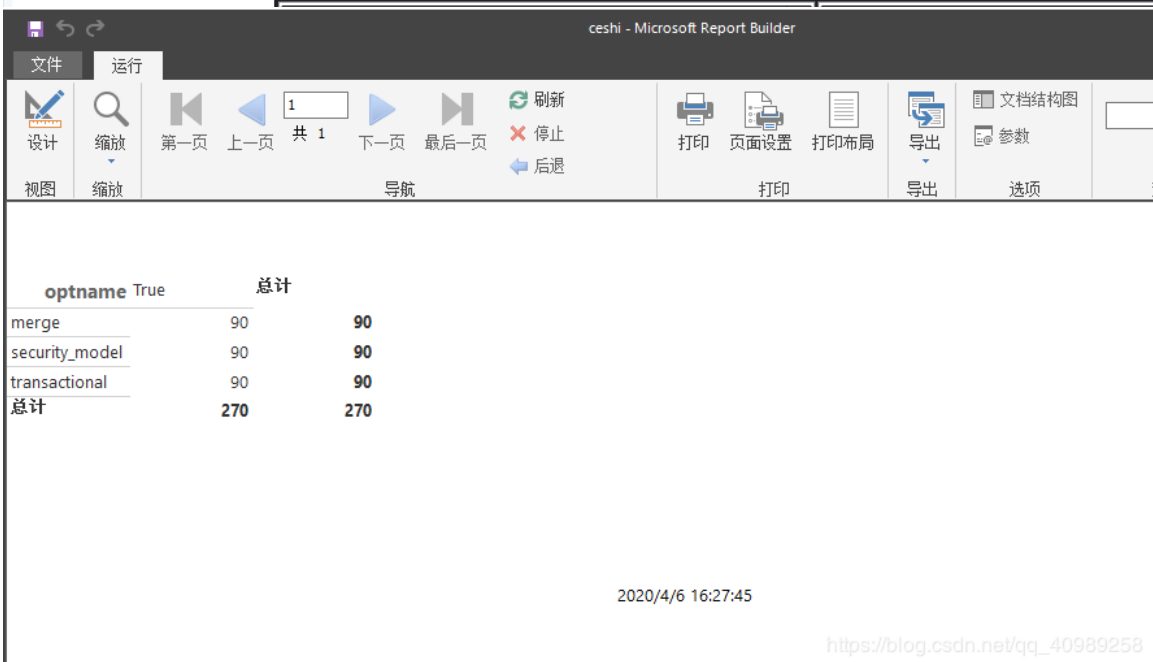 ceshi - Microsoft Report Builder
文件 运行
设计
视图
缩放
缩放
第一页 上一页 1 共 1 下一页 最后一页
刷新
停止
后退
导航
打印 页面设置 打印布局
打印
导出
导出
文档结构图
参数
选项
optname True 总计
merge 90 90
security_model 90 90
transactional 90 90
总计 270 270
2020/4/6 16:27:45
https://blog.csdn.net/qq_40989258